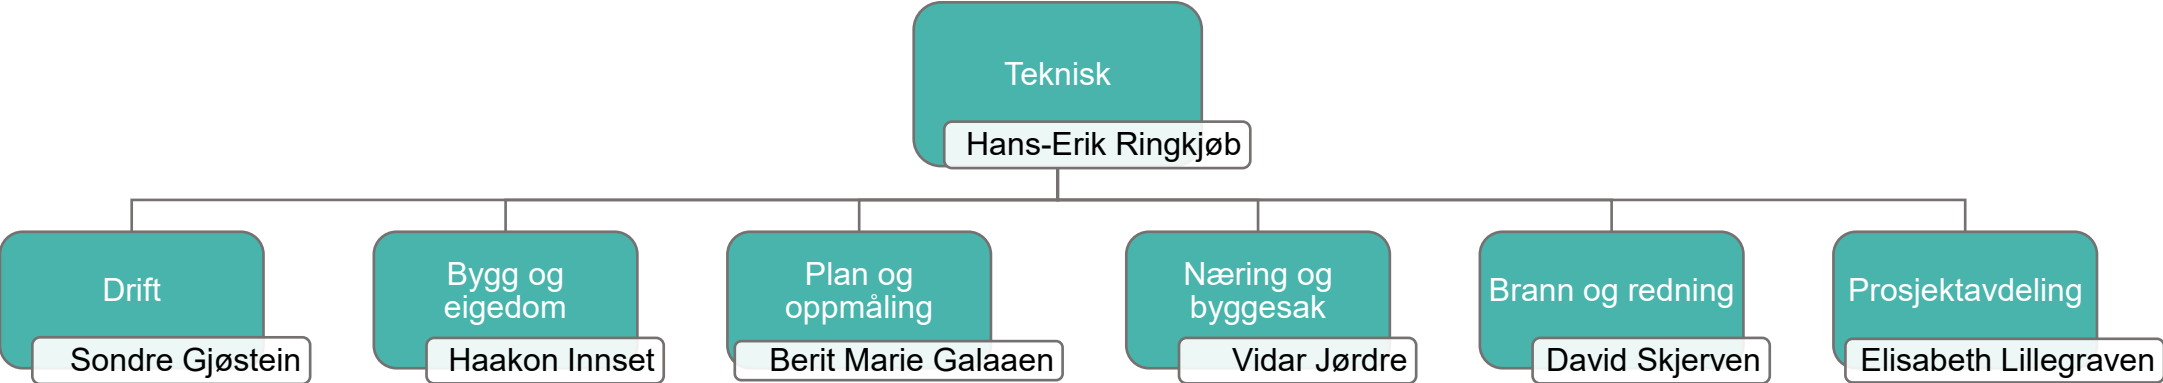 Teknisk
Hans-Erik Ringkjøb
Drift
Sondre Gjøstein
Bygg og
eigedom
Haakon Innset
Plan og
oppmåling
Berit Marie Galaaen
Næring og
byggesak
Vidar Jørdre
Brann og redning
David Skjerven
Prosjektavdeling
Elisabeth Lillegraven